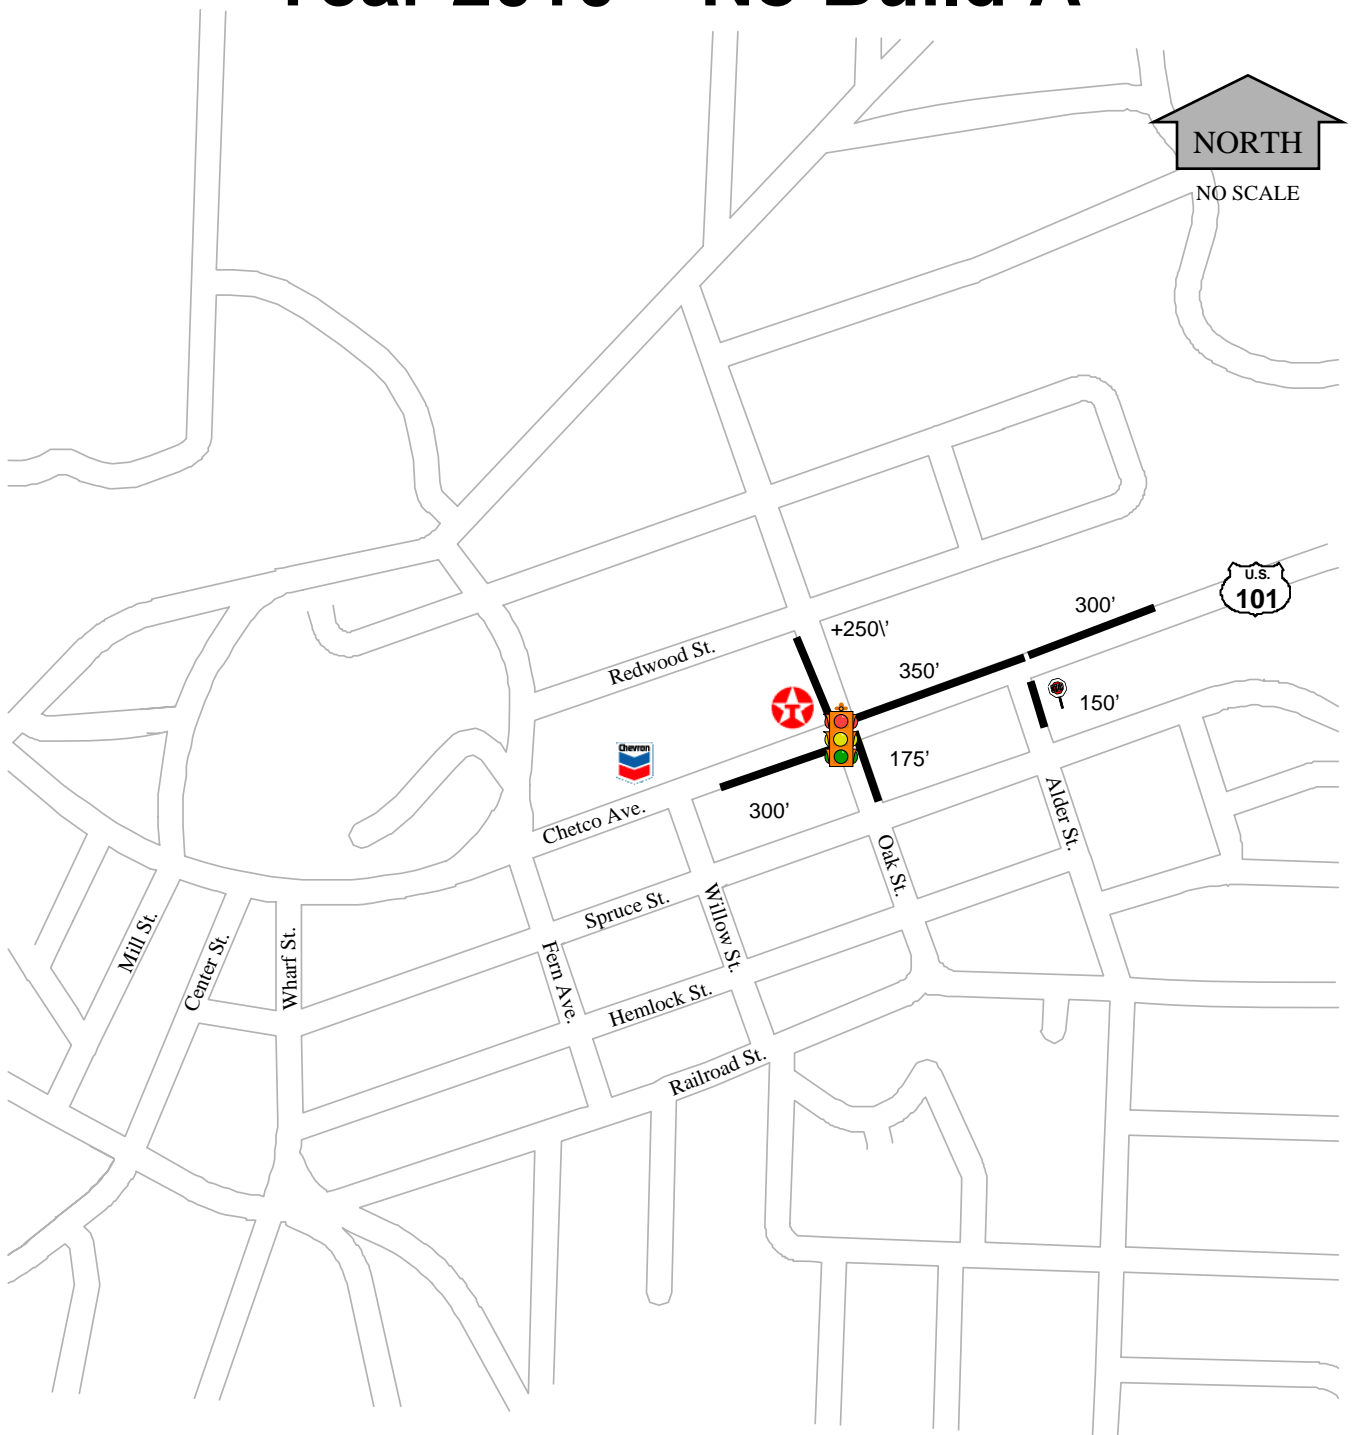 NORTH
NO SCALE
U.S.
101
300’
+250\’
Redwood St.
350’
150’
Chevron
175’
300’
Chetco Ave.
Alder St.
Oak St.
Spruce St.
Willow St.
Mill St.
Center St.
Wharf St.
Fern Ave.
Hemlock St.
Railroad St.
T